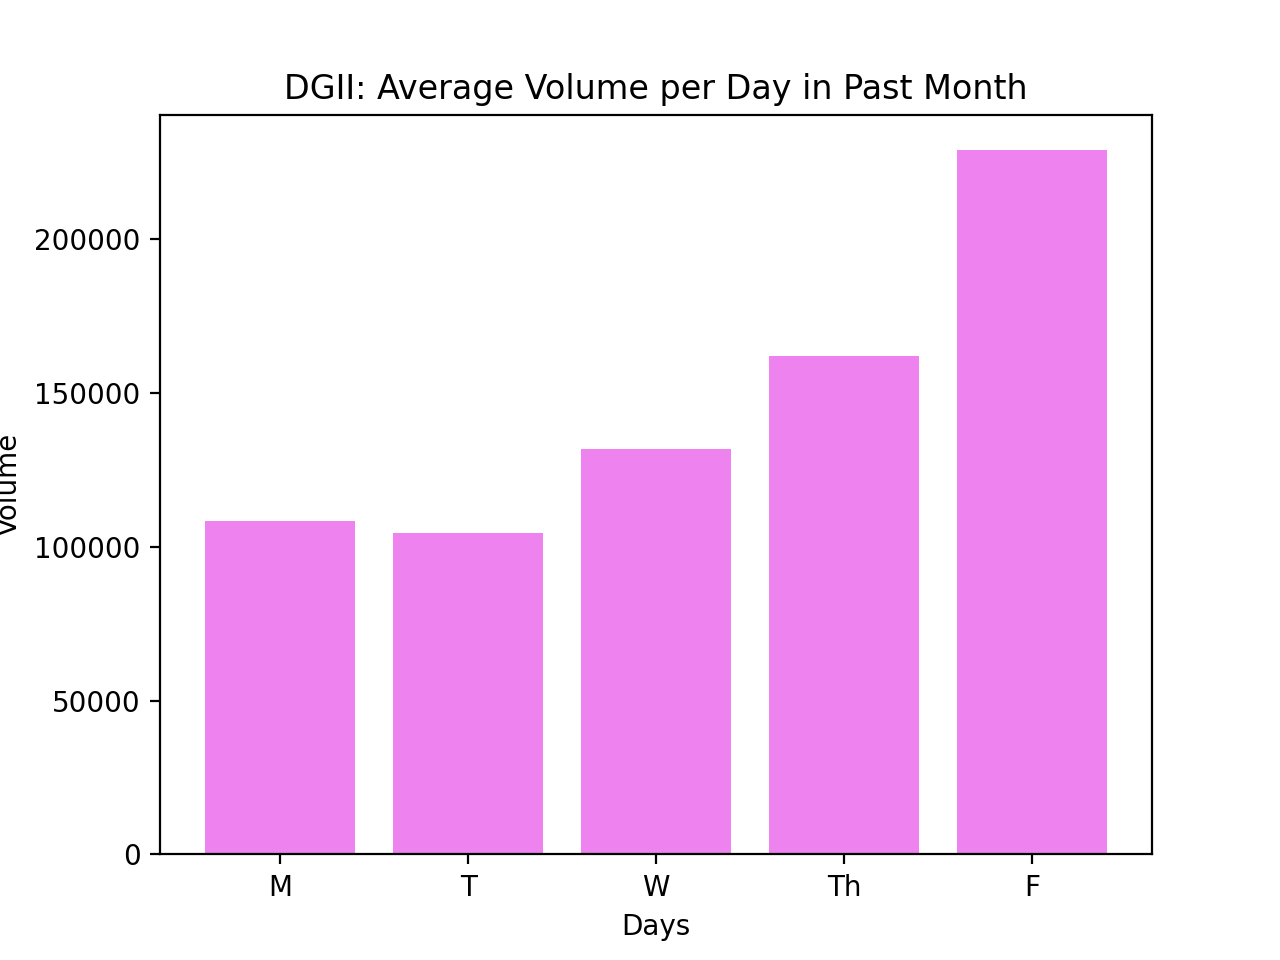 DGII: Average Volume per Day in Past Month
Volume
200000
150000
100000
50000
0
M T W Th F
Days